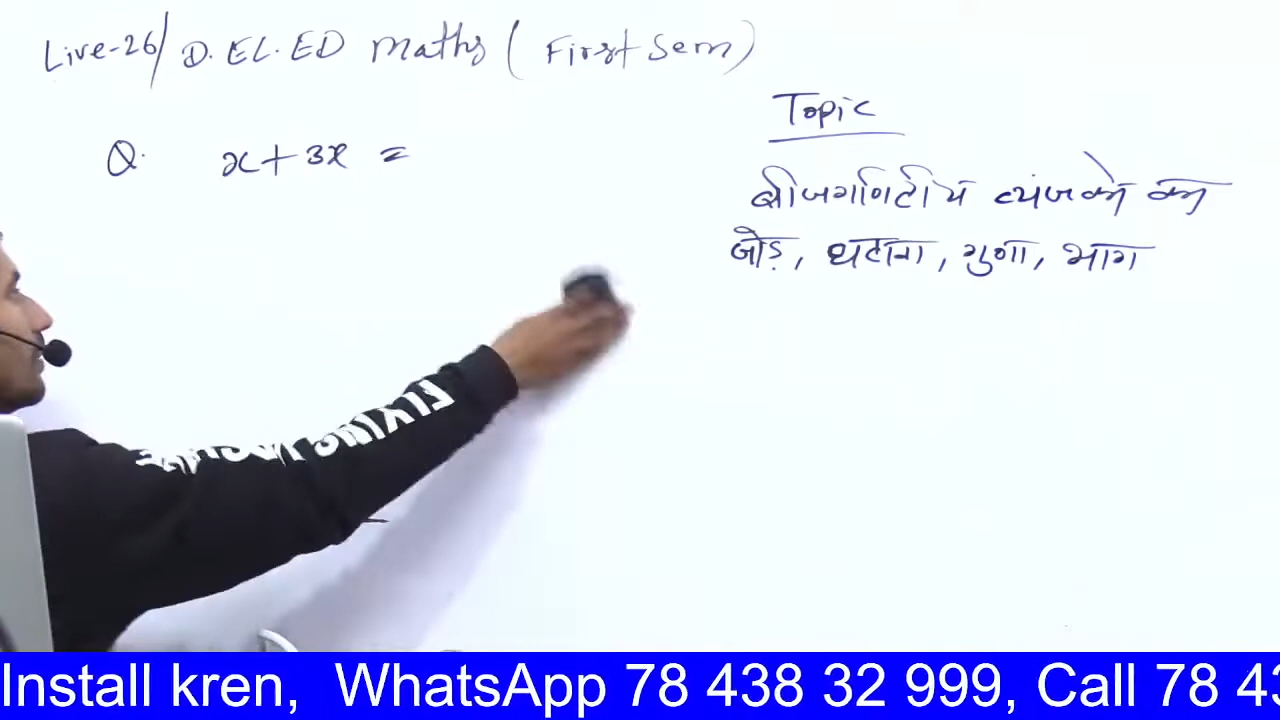 Live-26/ D.EL.ED Maths ( First Sem )
Topic
Q. x + 3x =
बीजगणितीय व्यंजको का
जोड़, घटाना, गुणा, भाग
Install kren, WhatsApp 78 438 32 999, Call 78 43